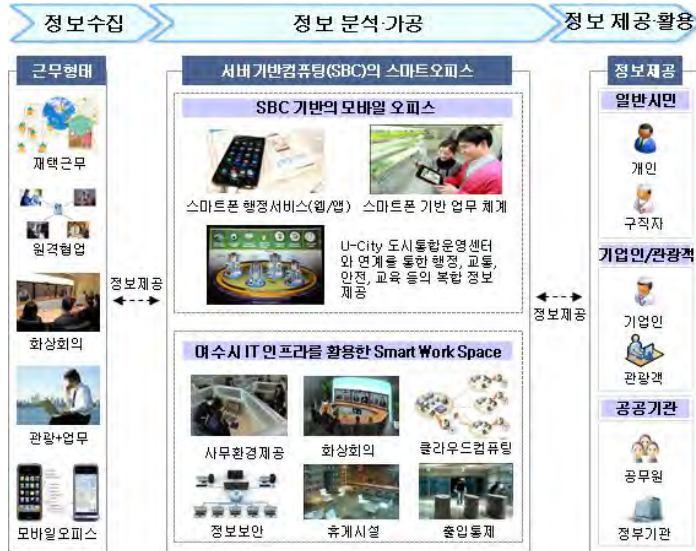 정보수집
정보 분석·가공
정보 제공·활용
근무형태
재택근무
원격협업
화상회의
관광+업무
모바일오피스
정보제공
서버기반컴퓨팅(SBC)의 스마트오피스
SBC 기반의 모바일 오피스
스마트폰 행정서비스(웹/앱)
스마트폰 기반 업무 체계
U-City 도시통합운영센터
와 연계를 통한 행정, 교통,
안전, 교육 등의 복합 정보
제공
여수시 IT 인프라를 활용한 Smart Work Space
사무환경제공
화상회의
클라우드컴퓨팅
정보보안
휴게시설
출입통제
정보제공
정보제공
일반시민
개인
구직자
기업인/관광객
기업인
관광객
공공기관
공무원
정부기관